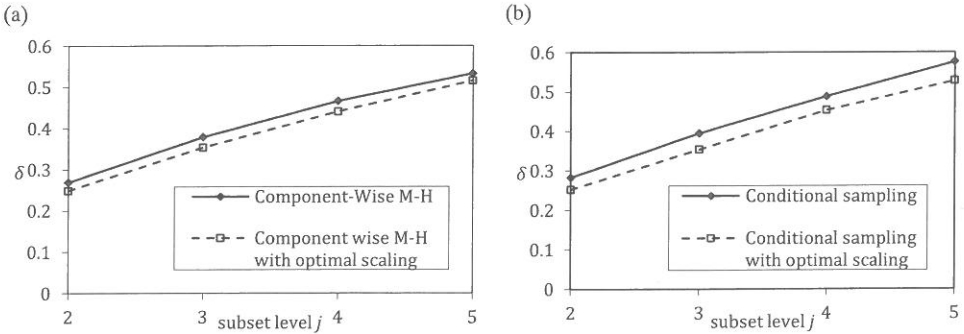 (a)
0.6
0.5
0.4
δ 0.3
0.2
0.1
0
Component-Wise M-H
Component wise M-H
with optimal scaling
2 3 4 5
subset level j
(b)
0.6
0.5
0.4
δ 0.3
0.2
0.1
0
Conditional sampling
Conditional sampling
with optimal scaling
2 3 4 5
subset level j